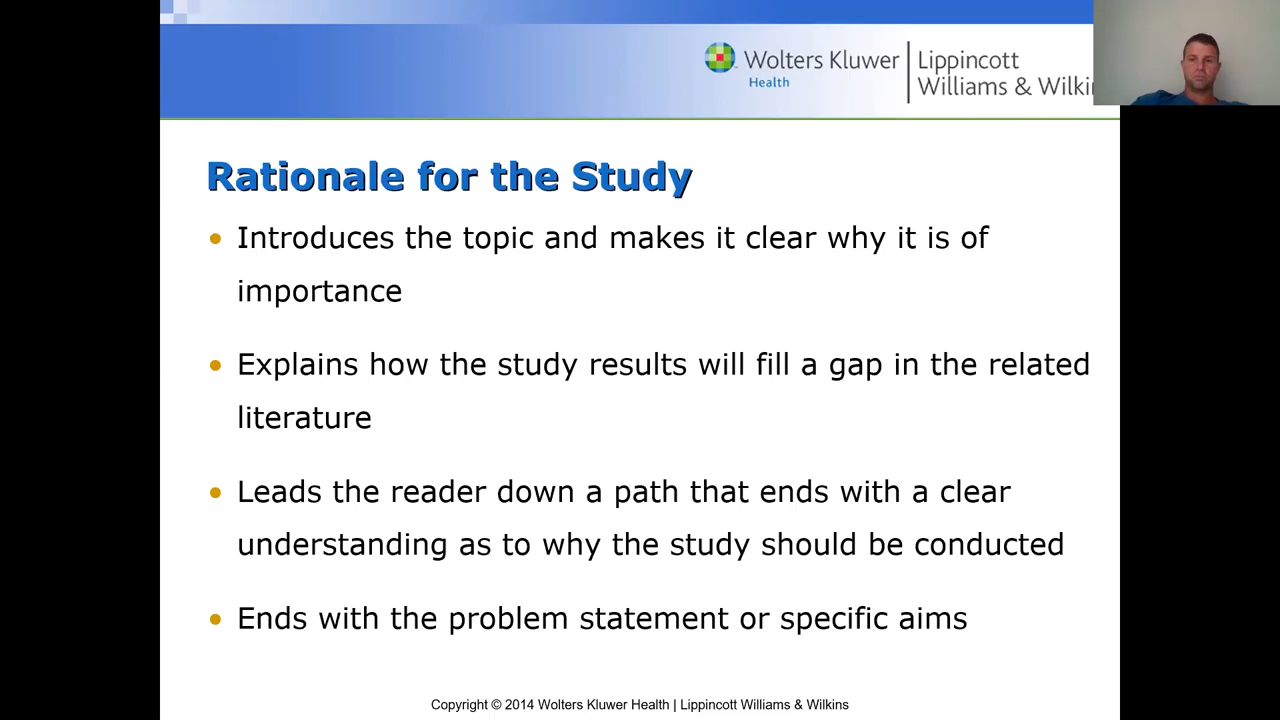 Wolters Kluwer
Health
Lippincott
Williams & Wilki
Rationale for the Study
Introduces the topic and makes it clear why it is of
importance
Explains how the study results will fill a gap in the related
literature
Leads the reader down a path that ends with a clear
understanding as to why the study should be conducted
Ends with the problem statement or specific aims
Copyright © 2014 Wolters Kluwer Health | Lippincott Williams & Wilkins